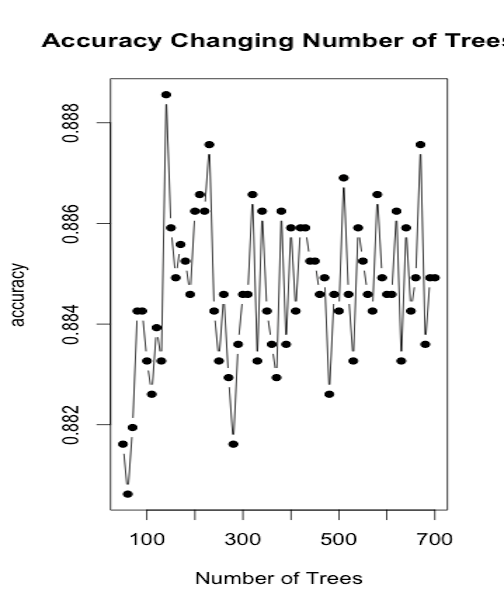 Accuracy Changing Number of Trees
0.888
0.886
0.884
0.882
accuracy
100 300 500 700
Number of Trees